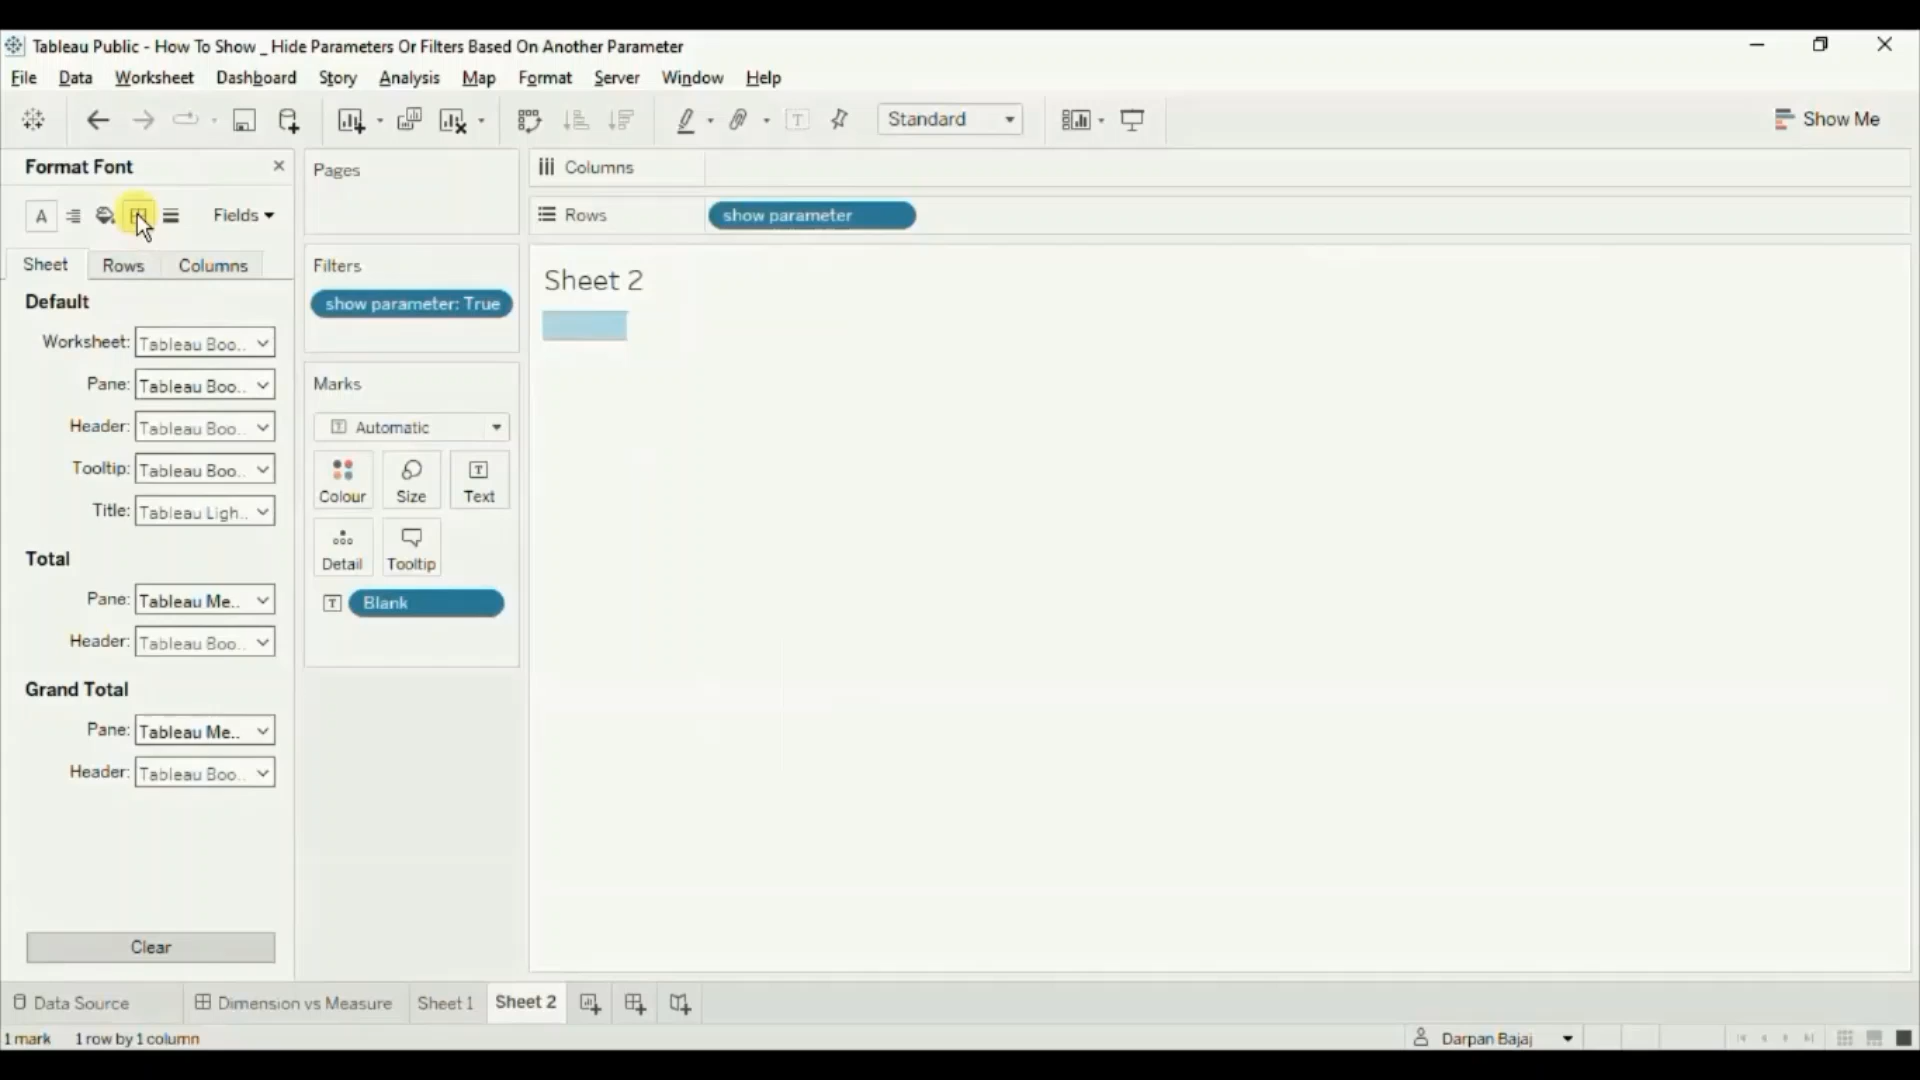 Tableau Public - How To Show _ Hide Parameters Or Filters Based On Another Parameter
File Data Worksheet Dashboard Story Analysis Map Format Server Window Help
Standard
Show Me
Format Font
A
Fields
Sheet
Rows
Columns
Default
Worksheet: Tableau Boo..
Pane: Tableau Boo..
Header: Tableau Boo..
Tooltip: Tableau Boo..
Title: Tableau Ligh..
Total
Pane: Tableau Me..
Header: Tableau Boo..
Grand Total
Pane: Tableau Me..
Header: Tableau Boo..
Clear
Pages
Filters
show parameter: True
Marks
Automatic
Colour
Size
Text
Detail
Tooltip
Blank
Columns
Rows
show parameter
Sheet 2
Data Source
Dimension vs Measure
Sheet 1
Sheet 2
1 mark
1 row by 1 column
Darpan Bajaj